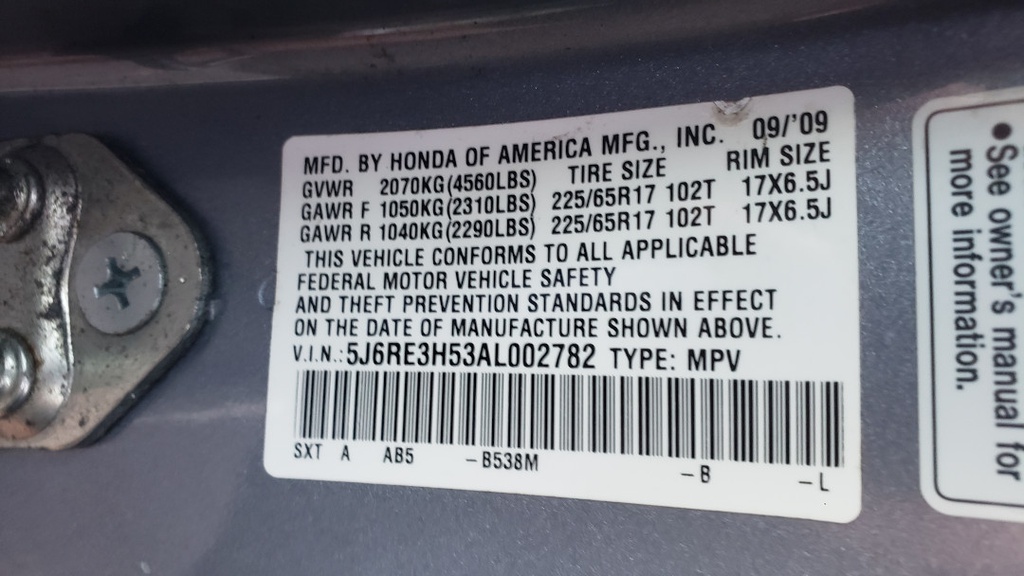 MFD. BY HONDA OF AMERICA MFG., INC. 09/'09
GVWR 2070KG(4560LBS) TIRE SIZE RIM SIZE
GAWR F 1050KG(2310LBS) 225/65R17 102T 17X6.5J
GAWR R 1040KG(2290LBS) 225/65R17 102T 17X6.5J
THIS VEHICLE CONFORMS TO ALL APPLICABLE
FEDERAL MOTOR VEHICLE SAFETY
AND THEFT PREVENTION STANDARDS IN EFFECT
ON THE DATE OF MANUFACTURE SHOWN ABOVE.
V.I.N.:5J6RE3H53AL002782 TYPE: MPV
SXT A AB5 -B538M -B -L
•See owner's manual for
more information.